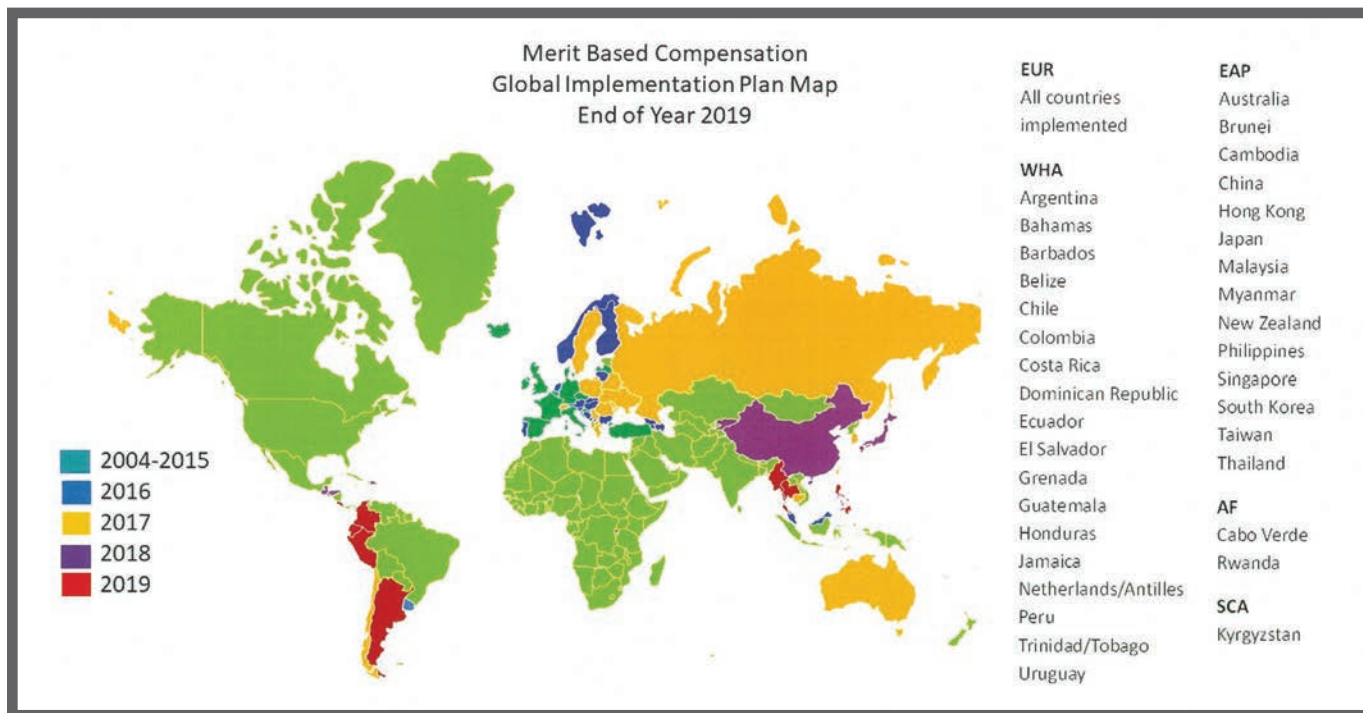 Merit Based Compensation
Global Implementation Plan Map
End of Year 2019
2004-2015
2016
2017
2018
2019
EUR
All countries
implemented
WHA
Argentina
Bahamas
Barbados
Belize
Chile
Colombia
Costa Rica
Dominican Republic
Ecuador
El Salvador
Grenada
Guatemala
Honduras
Jamaica
Netherlands/Antilles
Peru
Trinidad/Tobago
Uruguay
EAP
Australia
Brunei
Cambodia
China
Hong Kong
Japan
Malaysia
Myanmar
New Zealand
Philippines
Singapore
South Korea
Taiwan
Thailand
AF
Cabo Verde
Rwanda
SCA
Kyrgyzstan